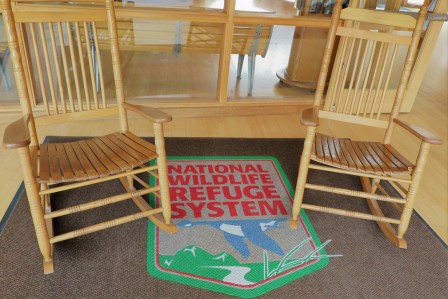 NATIONAL
WILDLIFE
REFUGE
SYSTEM